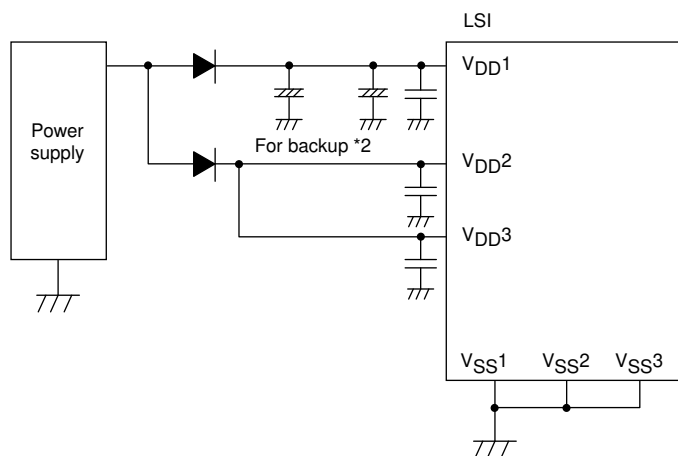 LSI
VDD1
Power
supply
For backup *2
VDD2
VDD3
VSS1 VSS2 VSS3